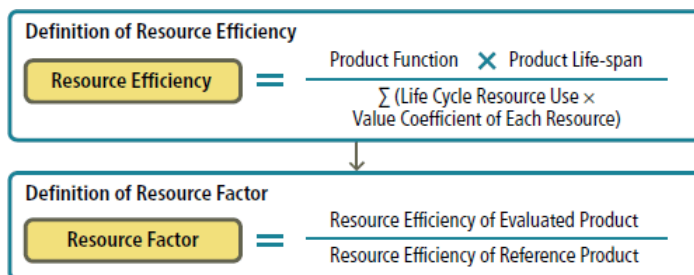 Definition of Resource Efficiency
Resource Efficiency = Product Function × Product Life-span
∑ (Life Cycle Resource Use ×
Value Coefficient of Each Resource)
Definition of Resource Factor
Resource Factor = Resource Efficiency of Evaluated Product
Resource Efficiency of Reference Product